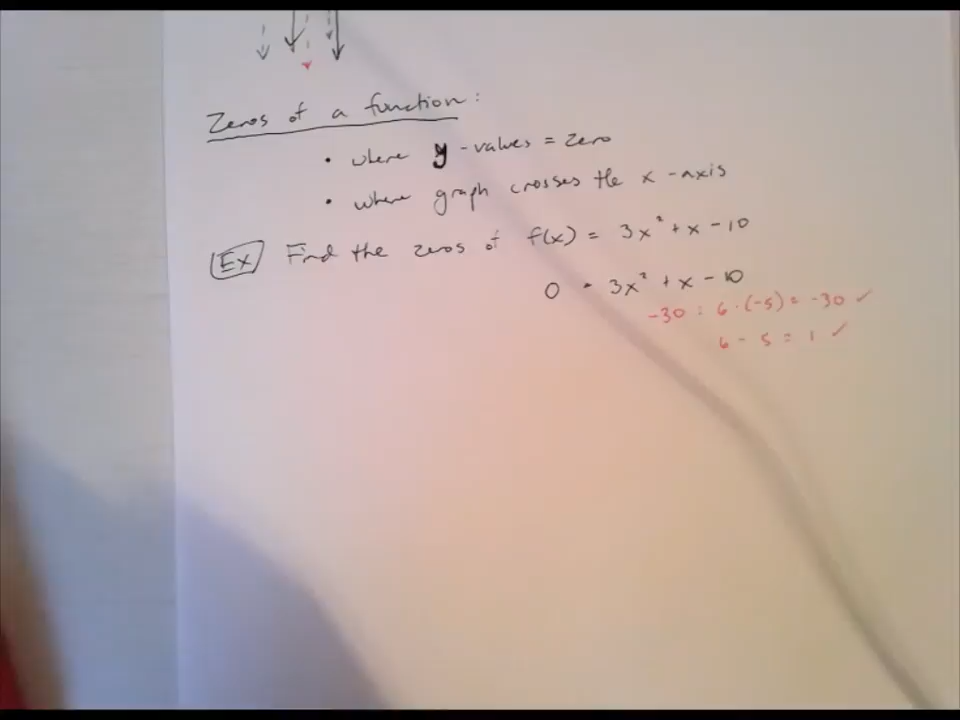 Zeros of a function:
• where y-values = zero
• where graph crosses the x-axis
Ex Find the zeros of f(x) = 3x² + x - 10
0 = 3x² + x - 10
-30 : 6·(-5) = -30 ✓
6 - 5 = 1 ✓